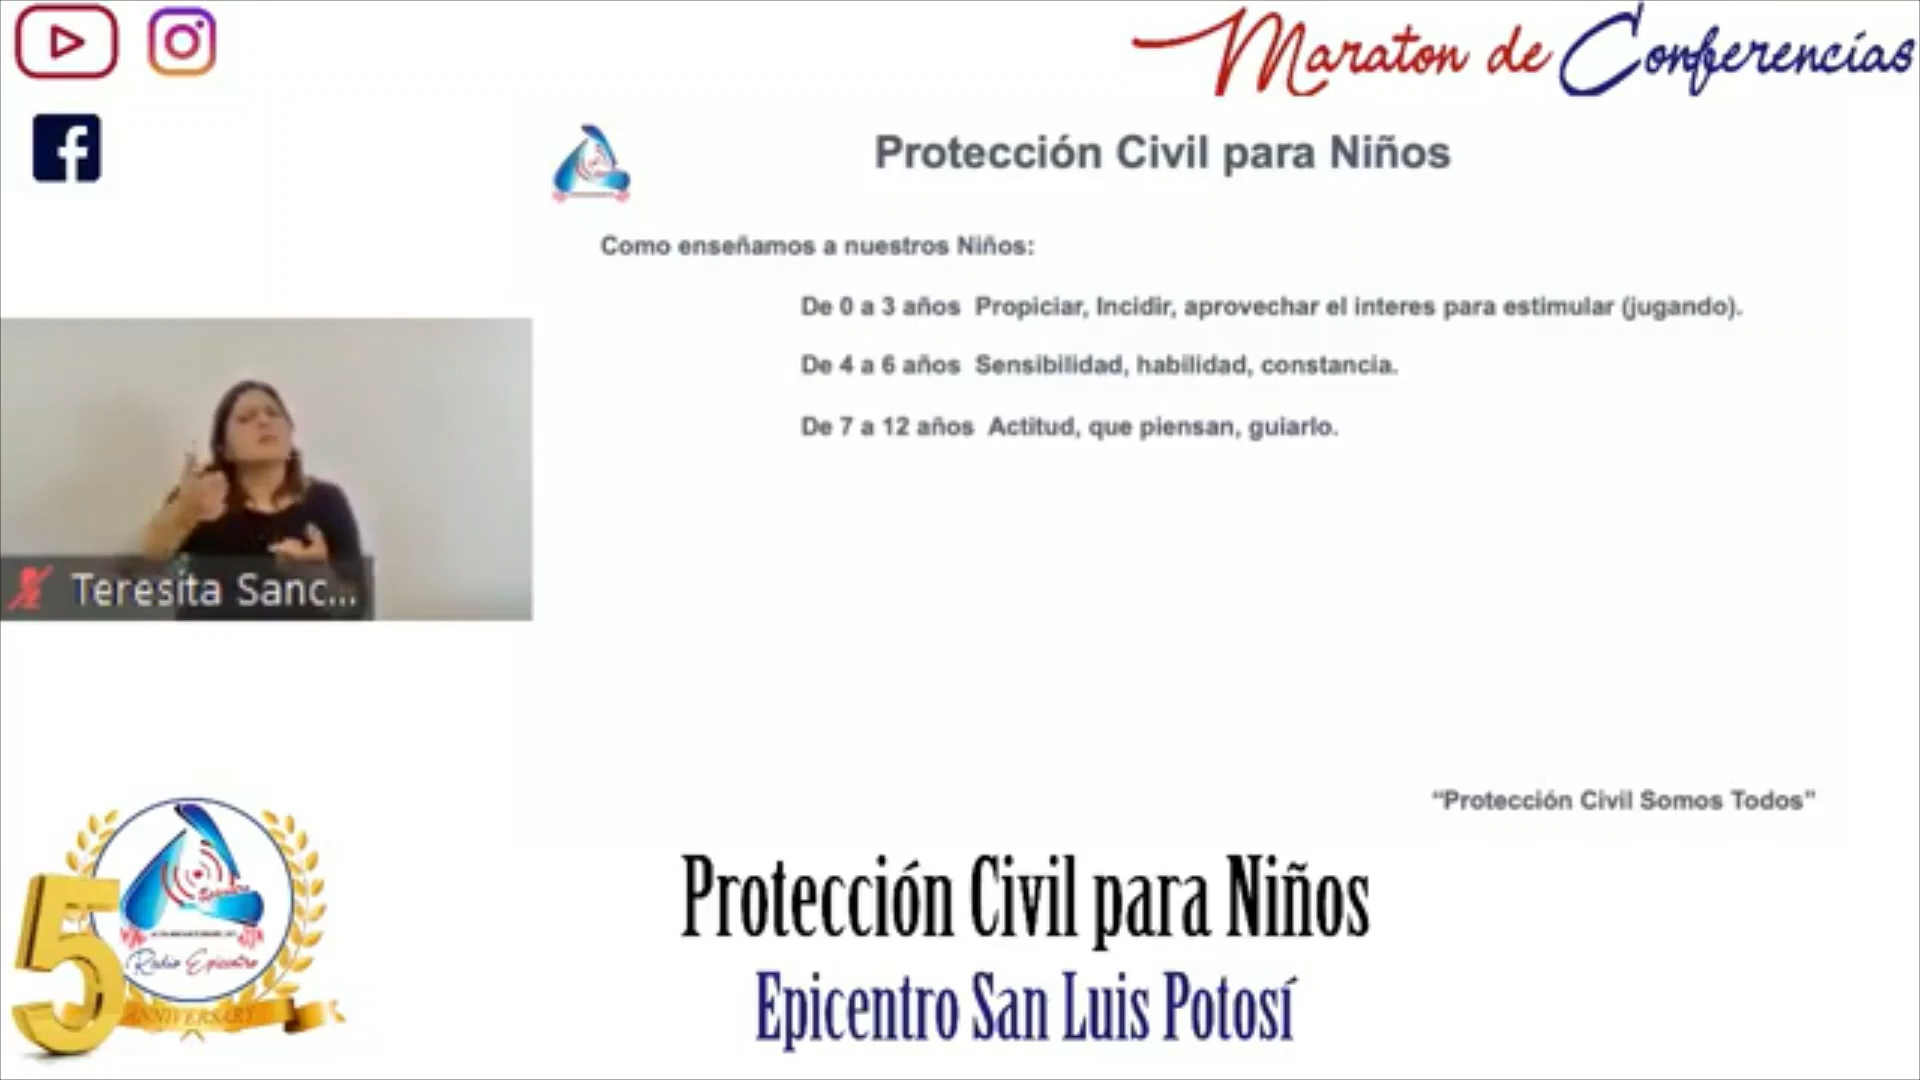 Maraton de Conferencías
Protección Civil para Niños
Como enseñamos a nuestros Niños:
De 0 a 3 años Propiciar, Incidir, aprovechar el interes para estimular (jugando).
De 4 a 6 años Sensibilidad, habilidad, constancia.
De 7 a 12 años Actitud, que piensan, guiarlo.
Teresita Sanc...
"Protección Civil Somos Todos"
5
Radio Epicentro
ANNIVERSARY
Protección Civil para Niños
Epicentro San Luis Potosí